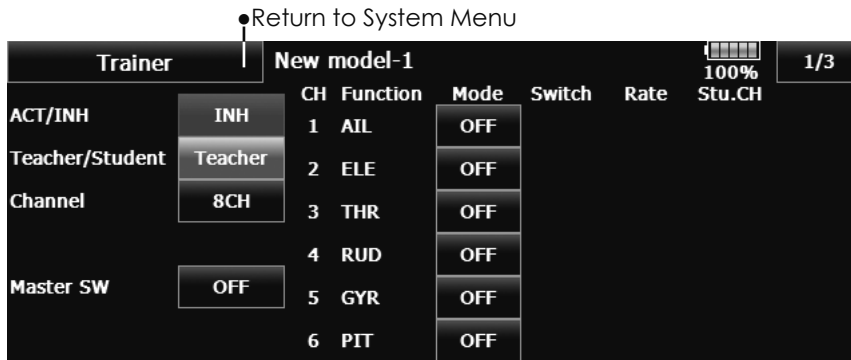 ●Return to System Menu
Trainer New model-1 100% 1/3
CH Function Mode Switch Rate Stu.CH
ACT/INH INH 1 AIL OFF
Teacher/Student Teacher 2 ELE OFF
Channel 8CH 3 THR OFF
4 RUD OFF
Master SW OFF 5 GYR OFF
6 PIT OFF